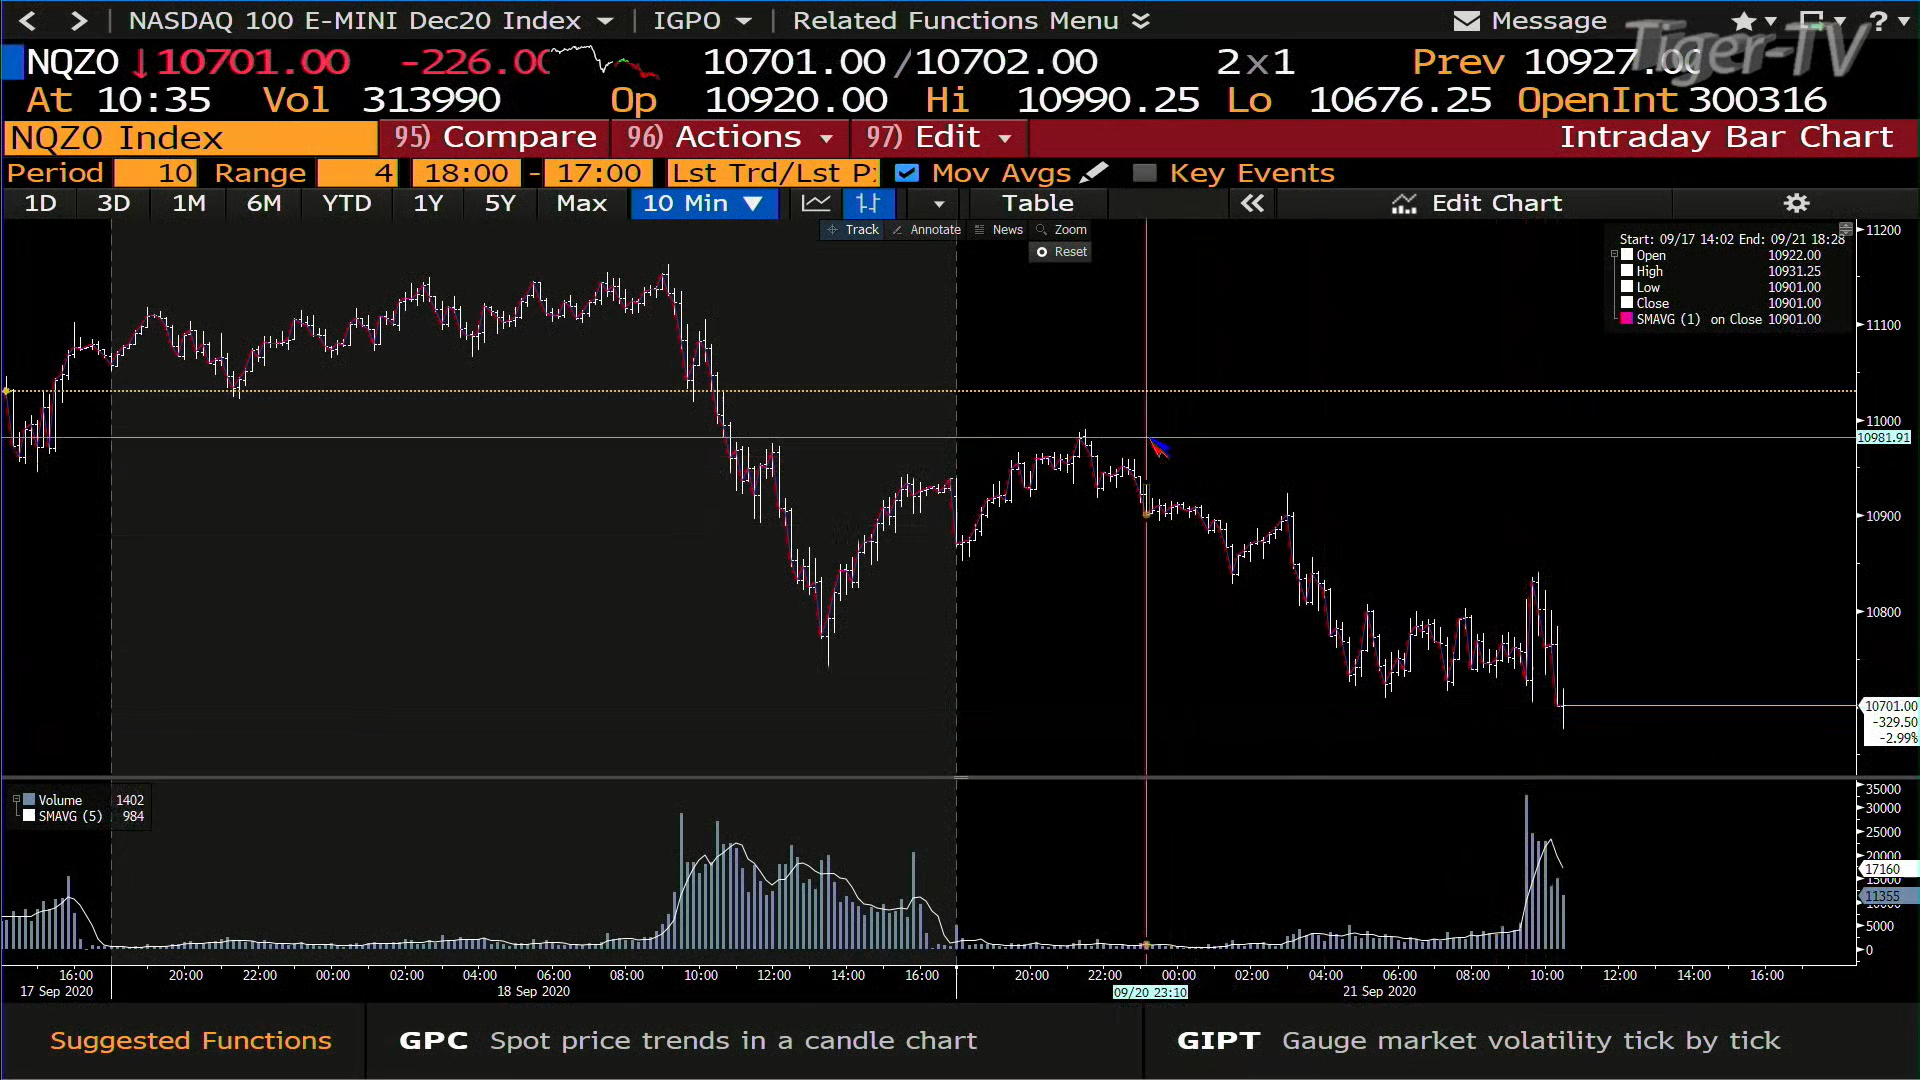 NASDAQ 100 E-MINI Dec20 Index IGPO Related Functions Menu Message ?
Tiger-TV
NQZ0 ↓10701.00 -226.00 10701.00/10702.00 2x1 Prev 10927.00
At 10:35 Vol 313990 Op 10920.00 Hi 10990.25 Lo 10676.25 OpenInt 300316
NQZ0 Index 95) Compare 96) Actions 97) Edit Intraday Bar Chart
Period 10 Range 4 18:00 - 17:00 Lst Trd/Lst P Mov Avgs Key Events
1D 3D 1M 6M YTD 1Y 5Y Max 10 Min ▼ Table « Edit Chart
Track Annotate News Zoom
Reset
Start: 09/17 14:02 End: 09/21 18:28
Open 10922.00
High 10931.25
Low 10901.00
Close 10901.00
SMAVG (1) on Close 10901.00
11200
11100
11000
10981.91
10900
10800
10701.00
-329.50
-2.99%
Volume 1402
SMAVG (5) 984
35000
30000
25000
20000
17160
15000
11355
10000
5000
0
16:00 20:00 22:00 00:00 02:00 04:00 06:00 08:00 10:00 12:00 14:00 16:00 20:00 22:00 00:00 02:00 04:00 06:00 08:00 10:00 12:00 14:00 16:00
17 Sep 2020 18 Sep 2020 09/20 23:10 21 Sep 2020
Suggested Functions GPC Spot price trends in a candle chart GIPT Gauge market volatility tick by tick